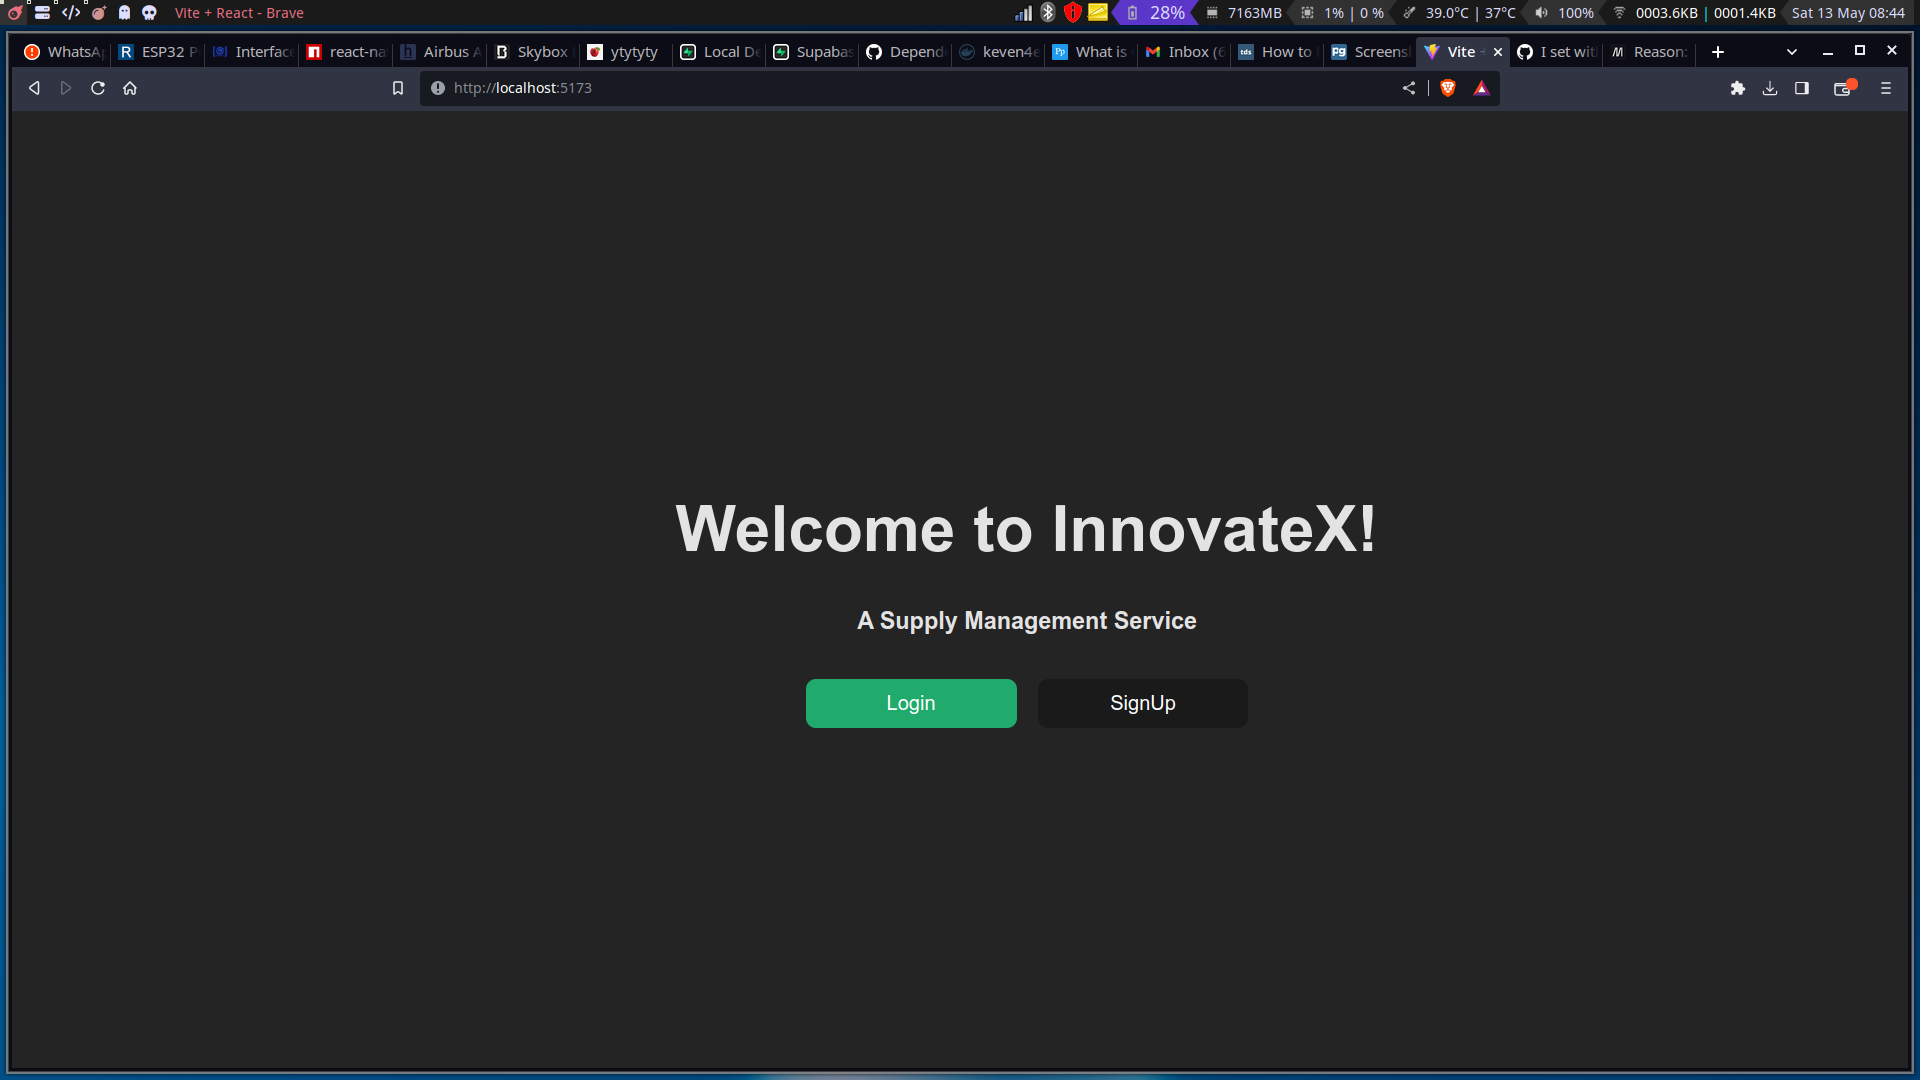 Vite + React - Brave
28%
7163MB
1% | 0 %
39.0°C | 37°C
100%
0003.6KB | 0001.4KB
Sat 13 May 08:44
WhatsA
ESP32 P
Interfac
react-na
Airbus A
Skybox
ytytyty
Local De
Supabas
Depend
keven4
What is
Inbox (6
How to
Screens
Vite
I set wit
Reason:
http://localhost:5173
Welcome to InnovateX!
A Supply Management Service
Login
SignUp